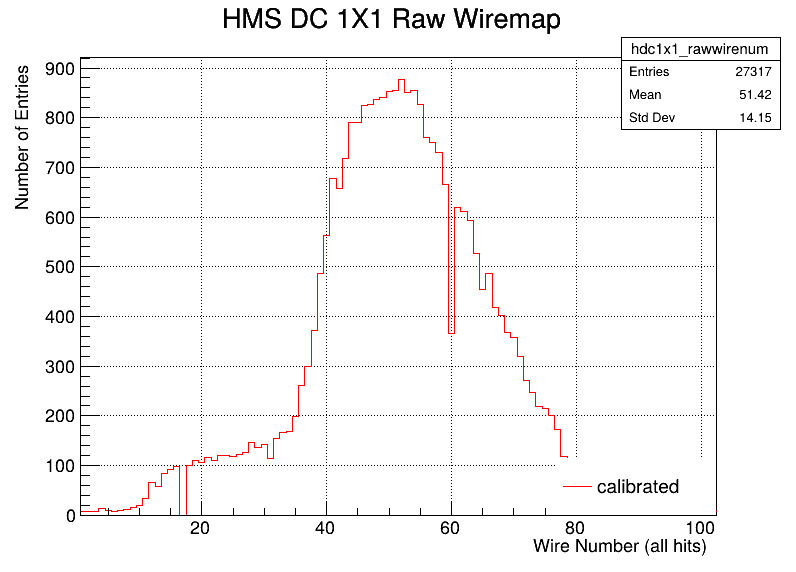 HMS DC 1X1 Raw Wiremap
hdc1x1_rawwirenum
Entries 27317
Mean 51.42
Std Dev 14.15
Number of Entries
900
800
700
600
500
400
300
200
100
0
calibrated
20 40 60 80 100
Wire Number (all hits)